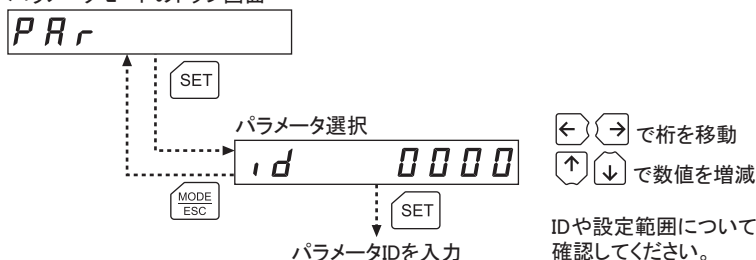 PAr
SET
パラメータ選択
id 0000
MODE
ESC
SET
パラメータIDを入力
← → で桁を移動
↑ ↓ で数値を増減
IDや設定範囲について
確認してください。